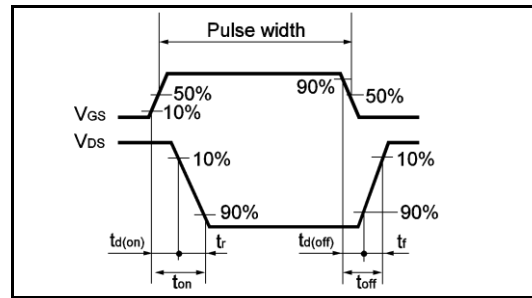 Pulse width
90%
50%
50%
10%
VGS
VDS
10%
10%
90%
90%
td(on)
tr
td(off)
tf
ton
toff